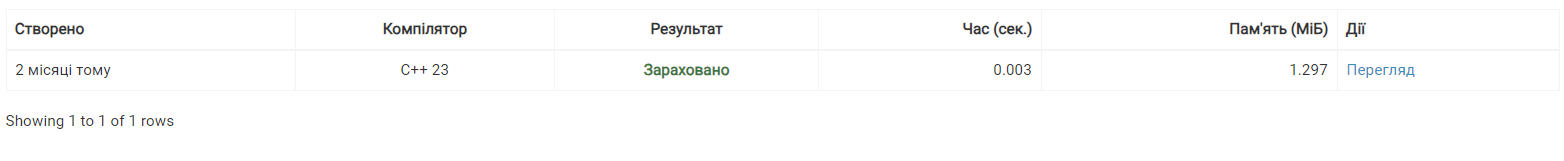 Створено Компілятор Результат Час (сек.) Пам'ять (МіБ) Дії
2 місяці тому C++ 23 Зараховано 0.003 1.297 Перегляд
Showing 1 to 1 of 1 rows